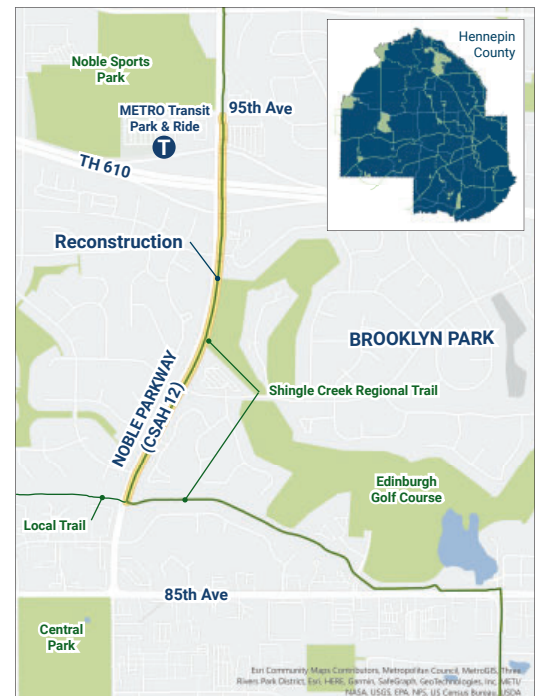 Noble Sports
Park
Hennepin
County
METRO Transit
Park & Ride
T
95th Ave
TH 610
Reconstruction
BROOKLYN PARK
NOBLE PARKWAY
(CSAH 12)
Shingle Creek Regional Trail
Edinburgh
Golf Course
Local Trail
85th Ave
Central
Park
Esri Community Maps Contributors, Metropolitan Council, MetroGIS, Three
Rivers Park District, Esri, HERE, Garmin, SafeGraph, GeoTechnologies, Inc, METI/
NASA, USGS, EPA, NPS, US Census Bureau, USDA